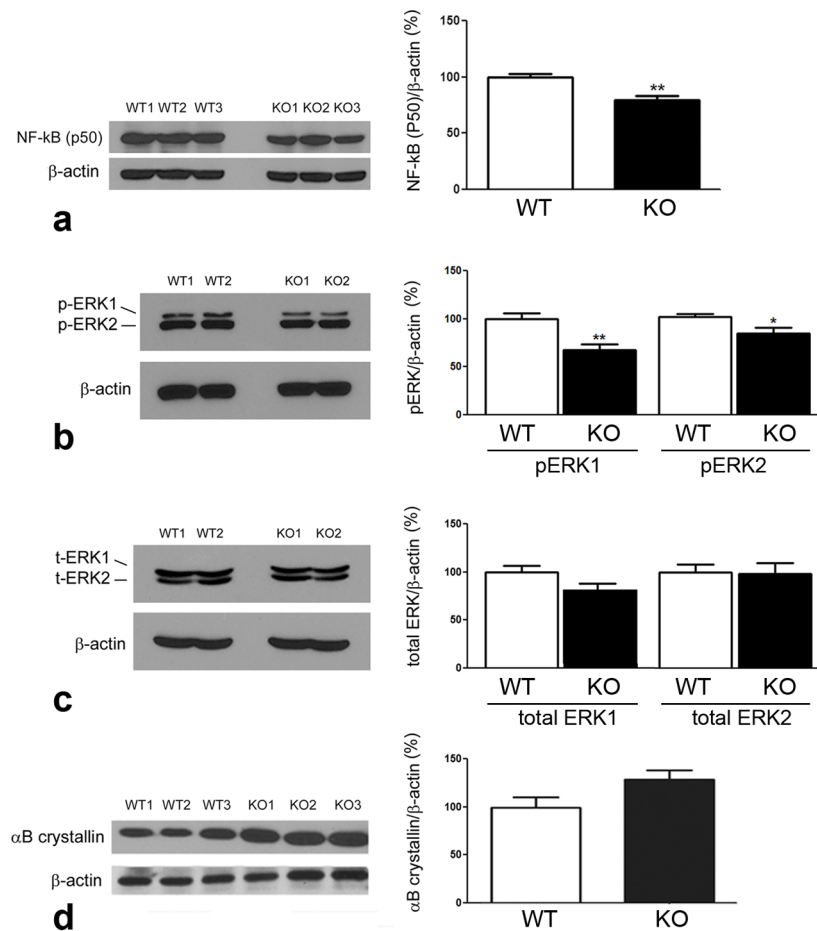 WT1 WT2 WT3 KO1 KO2 KO3
NF-kB (p50)
β-actin
a
NF-kB (P50)/β-actin (%)
150
100
50
0
**
WT KO
WT1 WT2 KO1 KO2
p-ERK1
p-ERK2
β-actin
b
pERK/β-actin (%)
150
100
50
0
** *
WT KO WT KO
pERK1 pERK2
WT1 WT2 KO1 KO2
t-ERK1
t-ERK2
β-actin
c
total ERK/β-actin (%)
150
100
50
0
WT KO WT KO
total ERK1 total ERK2
WT1 WT2 WT3 KO1 KO2 KO3
αB crystallin
β-actin
d
αB crystallin/β-actin (%)
150
100
50
0
WT KO